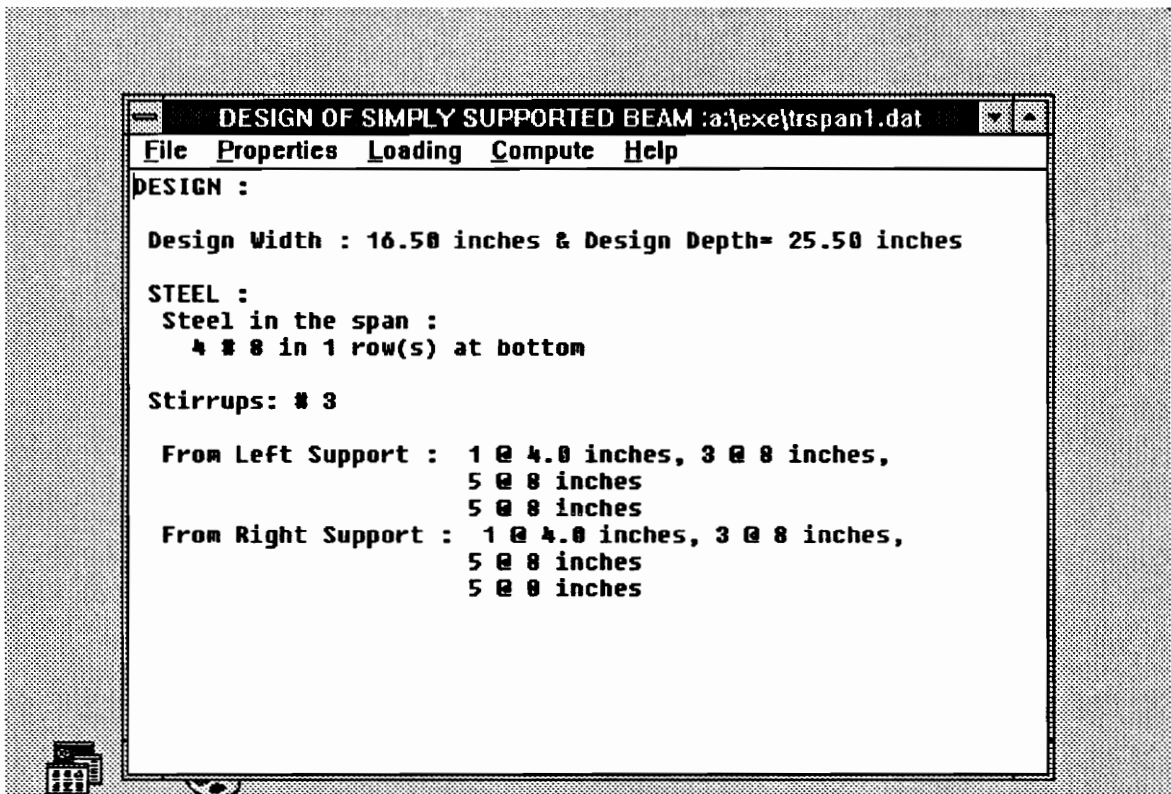 DESIGN OF SIMPLY SUPPORTED BEAM :a:\exe\trspan1.dat
File Properties Loading Compute Help
DESIGN :
Design Width : 16.50 inches & Design Depth= 25.50 inches
STEEL :
Steel in the span :
4 # 8 in 1 row(s) at bottom
Stirrups: # 3
From Left Support : 1 @ 4.0 inches, 3 @ 8 inches,
5 @ 8 inches
5 @ 8 inches
From Right Support : 1 @ 4.0 inches, 3 @ 8 inches,
5 @ 8 inches
5 @ 8 inches